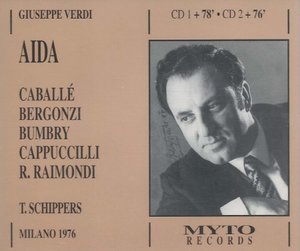 GIUSEPPE VERDI
CD 1 + 78' • CD 2 + 76'
AIDA
CABALLÉ
BERGONZI
BUMBRY
CAPPUCCILLI
R. RAIMONDI
T. SCHIPPERS
MILANO 1976
MYTO
RECORDS